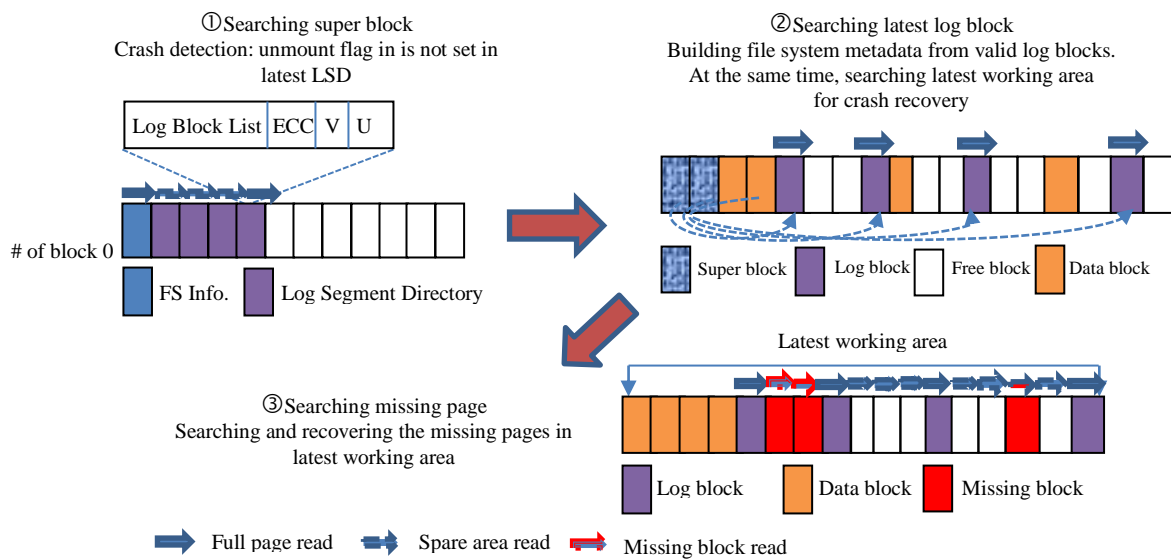 ①Searching super block
Crash detection: unmount flag in is not set in
latest LSD
Log Block List ECC V U
# of block 0
FS Info. Log Segment Directory
②Searching latest log block
Building file system metadata from valid log blocks.
At the same time, searching latest working area
for crash recovery
Super block Log block Free block Data block
③Searching missing page
Searching and recovering the missing pages in
latest working area
Latest working area
Log block Data block Missing block
Full page read Spare area read Missing block read